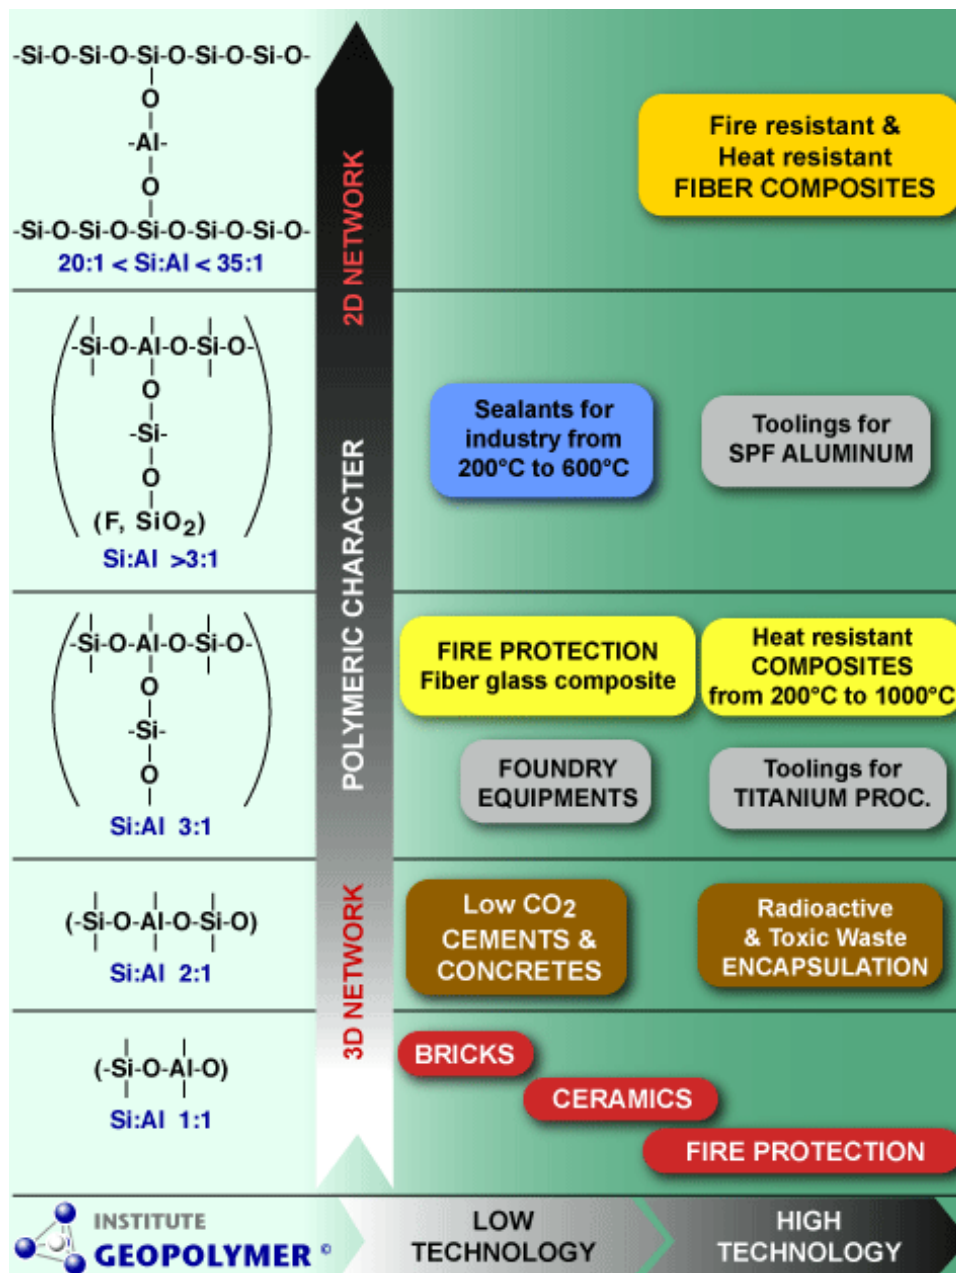 -Si-O-Si-O-Si-O-Si-O-Si-O-
O
-Al-
O
-Si-O-Si-O-Si-O-Si-O-Si-O-
20:1 < Si:Al < 35:1
2D NETWORK
Fire resistant &
Heat resistant
FIBER COMPOSITES
-Si-O-Al-O-Si-O-
O
-Si-
O
(F, SiO2)
Si:Al >3:1
POLYMERIC CHARACTER
Sealants for
industry from
200°C to 600°C
Toolings for
SPF ALUMINUM
-Si-O-Al-O-Si-O-
O
-Si-
O
Si:Al 3:1
FIRE PROTECTION
Fiber glass composite
Heat resistant
COMPOSITES
from 200°C to 1000°C
FOUNDRY
EQUIPMENTS
Toolings for
TITANIUM PROC.
(-Si-O-Al-O-Si-O)
Si:Al 2:1
3D NETWORK
Low CO2
CEMENTS &
CONCRETES
Radioactive
& Toxic Waste
ENCAPSULATION
(-Si-O-Al-O)
Si:Al 1:1
BRICKS
CERAMICS
FIRE PROTECTION
INSTITUTE
GEOPOLYMER ©
LOW
TECHNOLOGY
HIGH
TECHNOLOGY